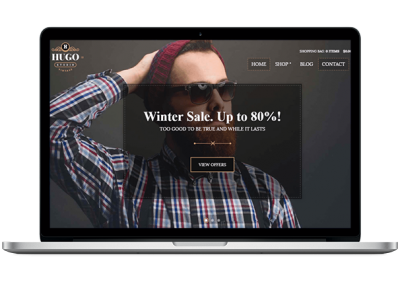 SHOPPING BAG: 0 ITEMS
HUGO
STUDIO
HOME SHOP BLOG CONTACT
Winter Sale. Up to 80%!
TOO GOOD TO BE TRUE AND WHILE IT LASTS
VIEW OFFERS